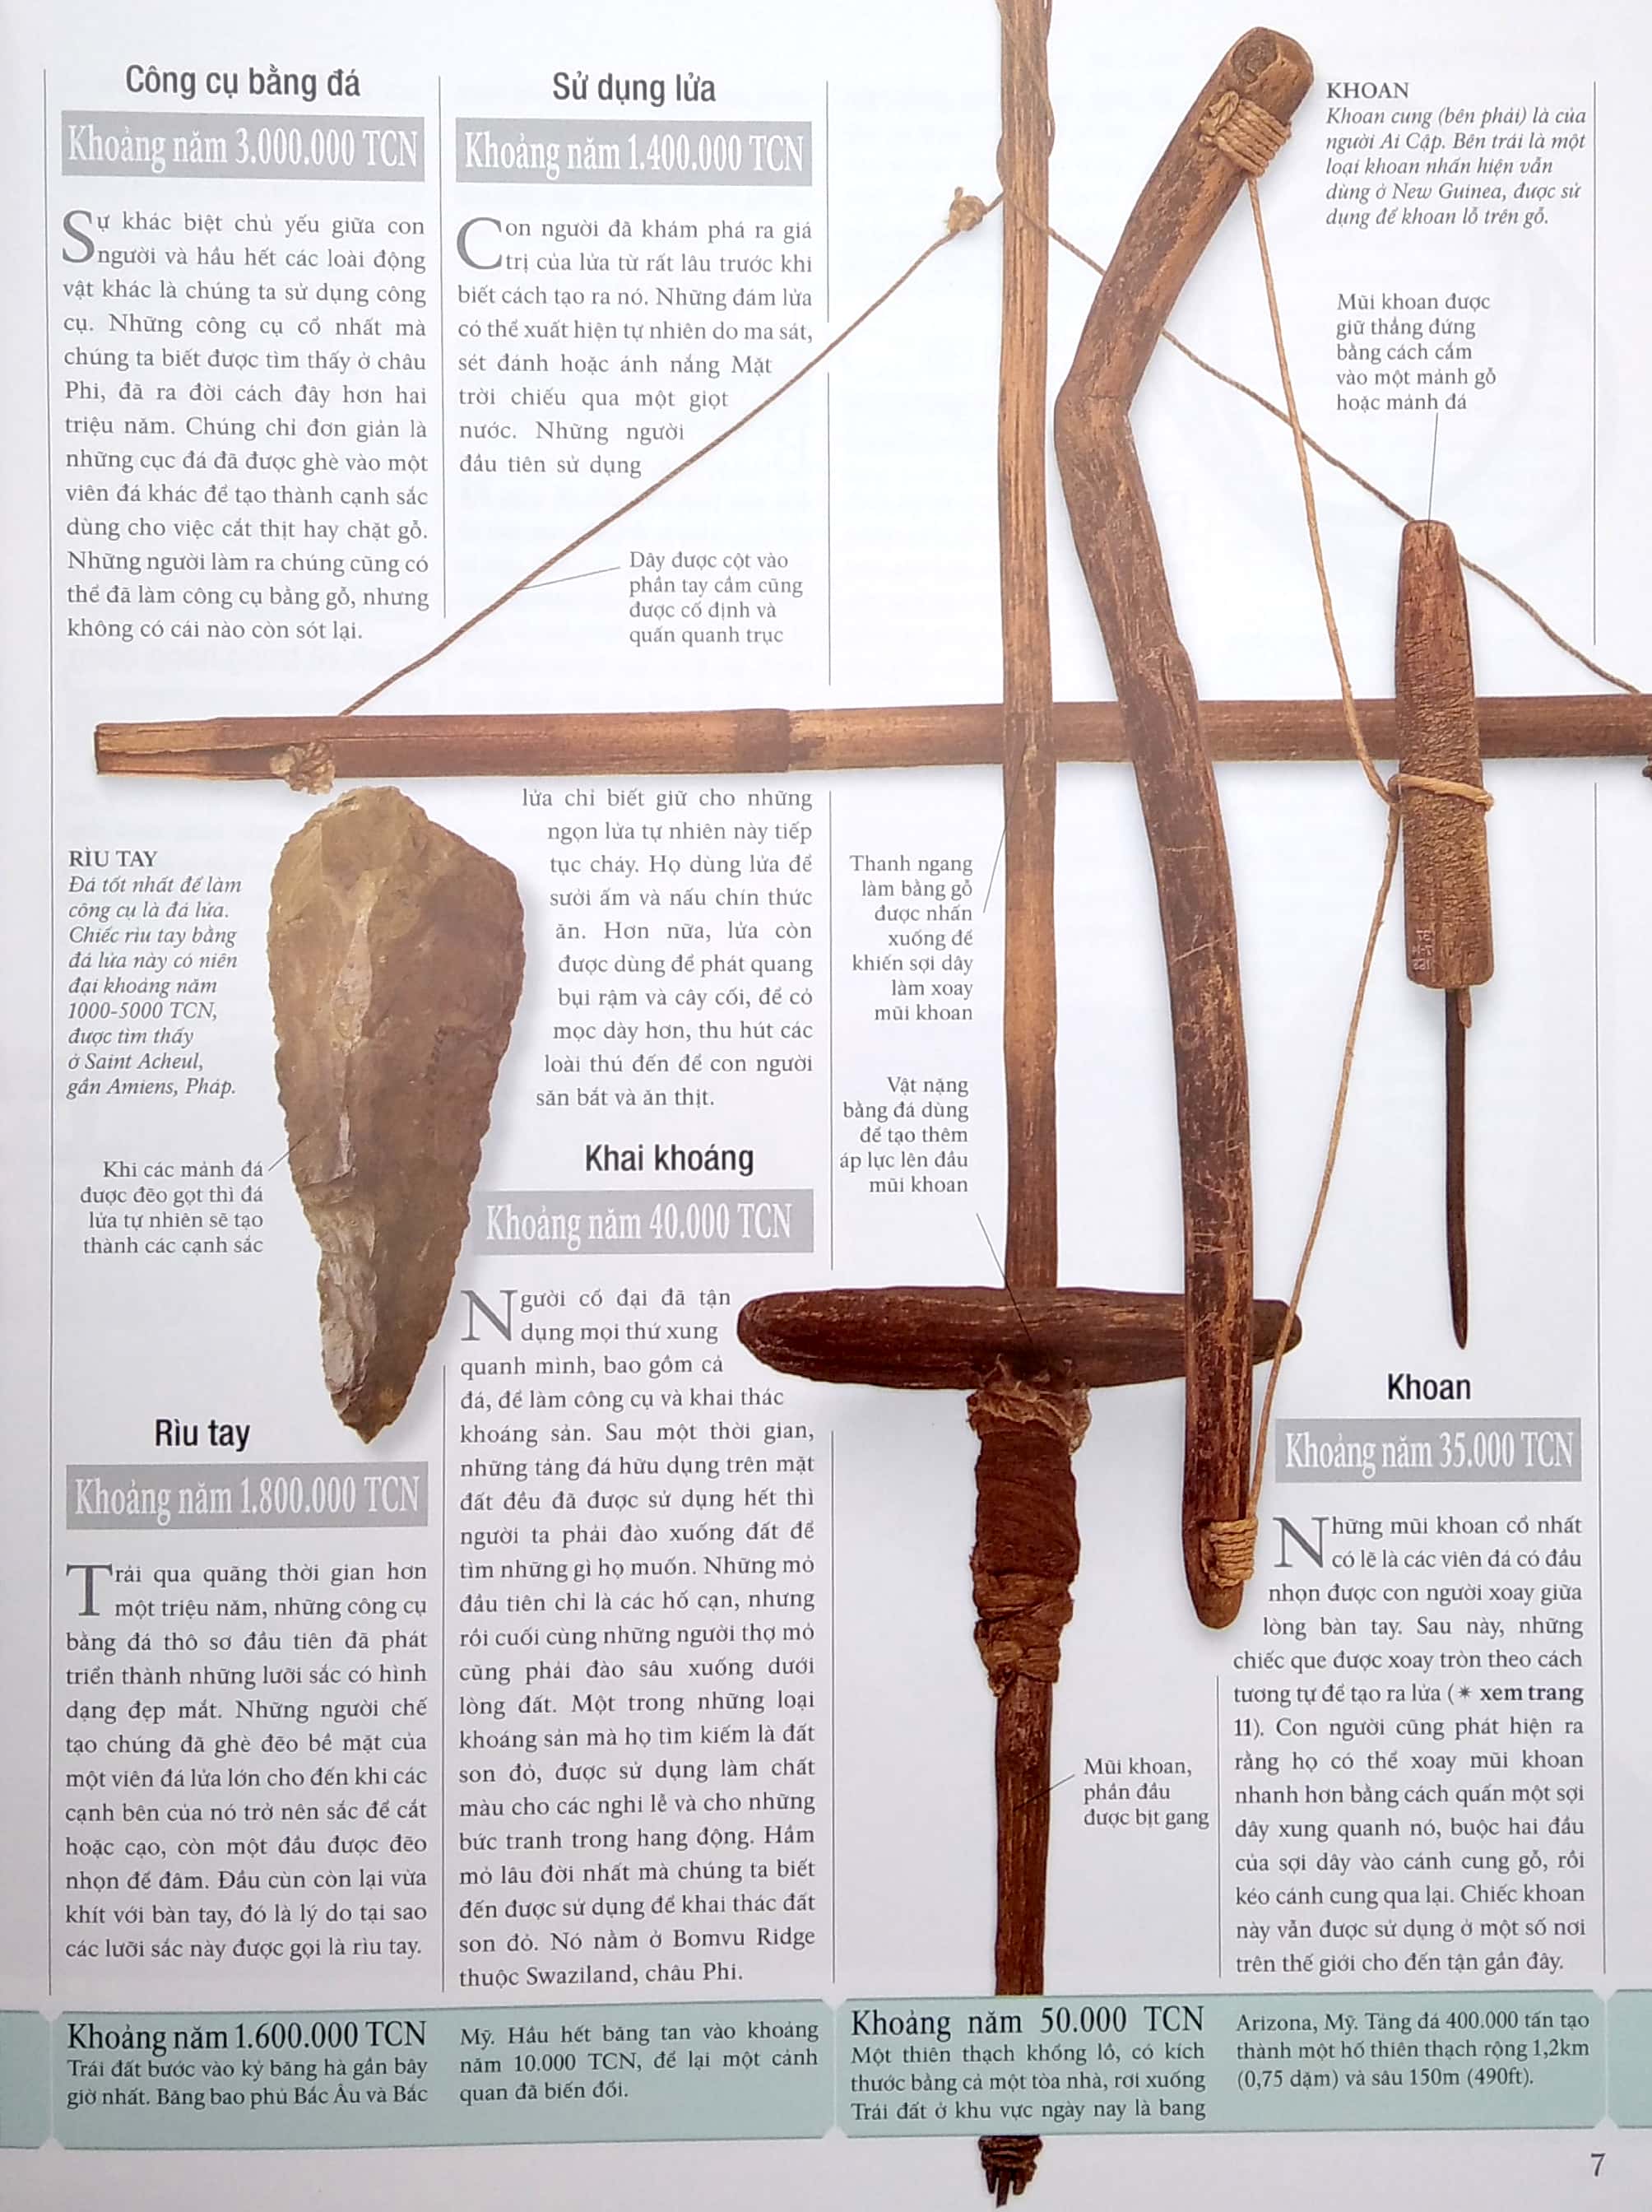 Công cụ bằng đá
Khoảng năm 3.000.000 TCN
Sự khác biệt chủ yếu giữa con
người và hầu hết các loài động
vật khác là chúng ta sử dụng công
cụ. Những công cụ cổ nhất mà
chúng ta biết được tìm thấy ở châu
Phi, đã ra đời cách đây hơn hai
triệu năm. Chúng chỉ đơn giản là
những cục đá đã được ghè vào một
viên đá khác để tạo thành cạnh sắc
dùng cho việc cắt thịt hay chặt gỗ.
Những người làm ra chúng cũng có
thể đã làm công cụ bằng gỗ, nhưng
không có cái nào còn sót lại.
RÌU TAY
Đá tốt nhất để làm
công cụ là đá lửa.
Chiếc rìu tay bằng
đá lửa này có niên
đại khoảng năm
1000-5000 TCN,
được tìm thấy
ở Saint Acheul,
gần Amiens, Pháp.
Khi các mảnh đá
được đẽo gọt thì đá
lửa tự nhiên sẽ tạo
thành các cạnh sắc
Rìu tay
Khoảng năm 1.800.000 TCN
Trải qua quãng thời gian hơn
một triệu năm, những công cụ
bằng đá thô sơ đầu tiên đã phát
triển thành những lưỡi sắc có hình
dạng đẹp mắt. Những người chế
tạo chúng đã ghè đẽo bề mặt của
một viên đá lửa lớn cho đến khi các
cạnh bên của nó trở nên sắc để cắt
hoặc cạo, còn một đầu được đẽo
nhọn để đâm. Đầu cùn còn lại vừa
khít với bàn tay, đó là lý do tại sao
các lưỡi sắc này được gọi là rìu tay.
Sử dụng lửa
Khoảng năm 1.400.000 TCN
Con người đã khám phá ra giá
trị của lửa từ rất lâu trước khi
biết cách tạo ra nó. Những đám lửa
có thể xuất hiện tự nhiên do ma sát,
sét đánh hoặc ánh nắng Mặt
trời chiếu qua một giọt
nước. Những người
đầu tiên sử dụng
Dây được cột vào
phần tay cầm cũng
được cố định và
quấn quanh trục
lửa chỉ biết giữ cho những
ngọn lửa tự nhiên này tiếp
tục cháy. Họ dùng lửa để
sưởi ấm và nấu chín thức
ăn. Hơn nữa, lửa còn
được dùng để phát quang
bụi rậm và cây cối, để cỏ
mọc dày hơn, thu hút các
loài thú đến để con người
săn bắt và ăn thịt.
Khai khoáng
Khoảng năm 40.000 TCN
Người cổ đại đã tận
dụng mọi thứ xung
quanh mình, bao gồm cả
đá, để làm công cụ và khai thác
khoáng sản. Sau một thời gian,
những tảng đá hữu dụng trên mặt
đất đều đã được sử dụng hết thì
người ta phải đào xuống đất để
tìm những gì họ muốn. Những mỏ
đầu tiên chỉ là các hố cạn, nhưng
rồi cuối cùng những người thợ mỏ
cũng phải đào sâu xuống dưới
lòng đất. Một trong những loại
khoáng sản mà họ tìm kiếm là đất
son đỏ, được sử dụng làm chất
màu cho các nghi lễ và cho những
bức tranh trong hang động. Hầm
mỏ lâu đời nhất mà chúng ta biết
đến được sử dụng để khai thác đất
son đỏ. Nó nằm ở Bomvu Ridge
thuộc Swaziland, châu Phi.
Thanh ngang
làm bằng gỗ
được nhấn
xuống để
khiến sợi dây
làm xoay
mũi khoan
Vật nặng
bằng đá dùng
để tạo thêm
áp lực lên đầu
mũi khoan
Mũi khoan,
phần đầu
được bịt gang
KHOAN
Khoan cung (bên phải) là của
người Ai Cập. Bên trái là một
loại khoan nhấn hiện vẫn
dùng ở New Guinea, được sử
dụng để khoan lỗ trên gỗ.
Mũi khoan được
giữ thẳng đứng
bằng cách cắm
vào một mảnh gỗ
hoặc mảnh đá
Khoan
Khoảng năm 35.000 TCN
Những mũi khoan cổ nhất
có lẽ là các viên đá có đầu
nhọn được con người xoay giữa
lòng bàn tay. Sau này, những
chiếc que được xoay tròn theo cách
tương tự để tạo ra lửa (✴ xem trang
11). Con người cũng phát hiện ra
rằng họ có thể xoay mũi khoan
nhanh hơn bằng cách quấn một sợi
dây xung quanh nó, buộc hai đầu
của sợi dây vào cánh cung gỗ, rồi
kéo cánh cung qua lại. Chiếc khoan
này vẫn được sử dụng ở một số nơi
trên thế giới cho đến tận gần đây.
Khoảng năm 1.600.000 TCN
Trái đất bước vào kỷ băng hà gần bây
giờ nhất. Băng bao phủ Bắc Âu và Bắc
Mỹ. Hầu hết băng tan vào khoảng
năm 10.000 TCN, để lại một cảnh
quan đã biến đổi.
Khoảng năm 50.000 TCN
Một thiên thạch khổng lồ, có kích
thước bằng cả một tòa nhà, rơi xuống
Trái đất ở khu vực ngày nay là bang
Arizona, Mỹ. Tảng đá 400.000 tấn tạo
thành một hố thiên thạch rộng 1,2km
(0,75 dặm) và sâu 150m (490ft).
7